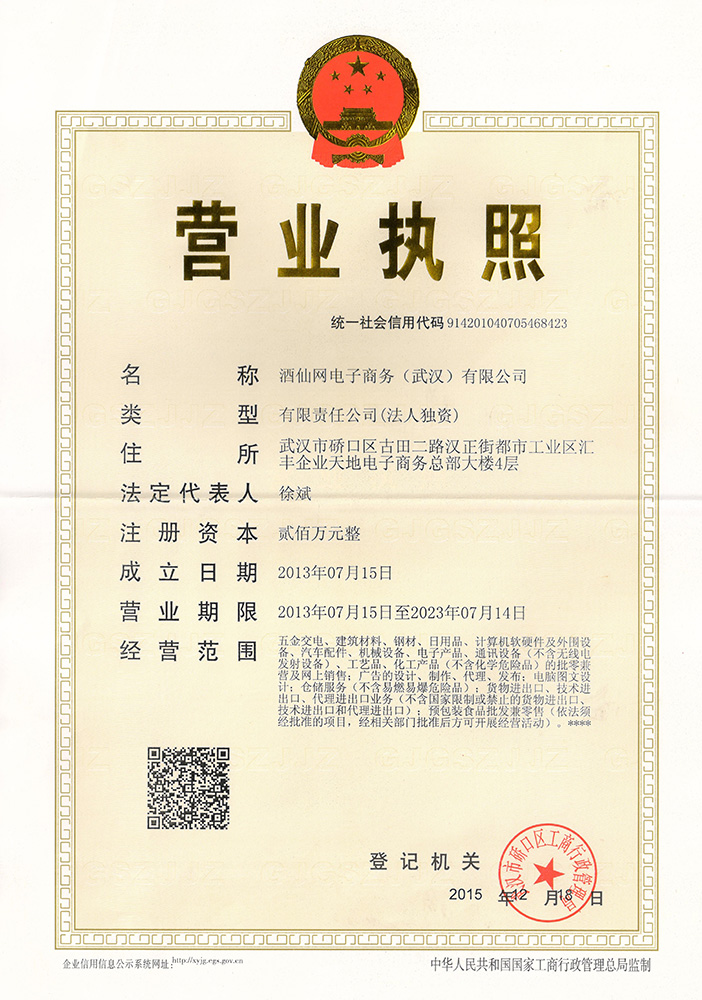 营业执照
统一社会信用代码 914201040705468423
名称 酒仙网电子商务（武汉）有限公司
类型 有限责任公司(法人独资)
住所 武汉市硚口区古田二路汉正街都市工业区汇
丰企业天地电子商务总部大楼4层
法定代表人 徐斌
注册资本 贰佰万元整
成立日期 2013年07月15日
营业期限 2013年07月15日至2023年07月14日
经营范围 五金交电、建筑材料、钢材、日用品、计算机软硬件及外围设
备、汽车配件、机械设备、电子产品、通讯设备（不含无线电
发射设备）、工艺品、化工产品（不含化学危险品）的批零兼
营及网上销售；广告的设计、制作、代理、发布；电脑图文设
计；仓储服务（不含易燃易爆危险品）；货物进出口、技术进
出口、代理进出口业务（不含国家限制或禁止的货物进出口、
技术进出口和代理进出口）；预包装食品批发兼零售（依法须
经批准的项目，经相关部门批准后方可开展经营活动）。****
登记机关
武汉市硚口区工商行政管理局
2015 年12 月18 日
企业信用信息公示系统网址：http://xyjg.egs.gov.cn
中华人民共和国国家工商行政管理总局监制